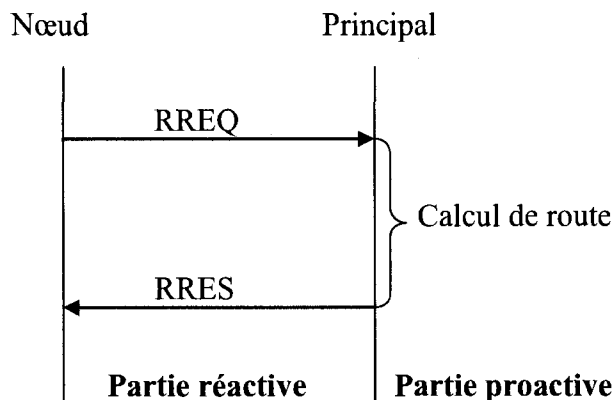 Nœud
Principal
RREQ
Calcul de route
RRES
Partie réactive
Partie proactive